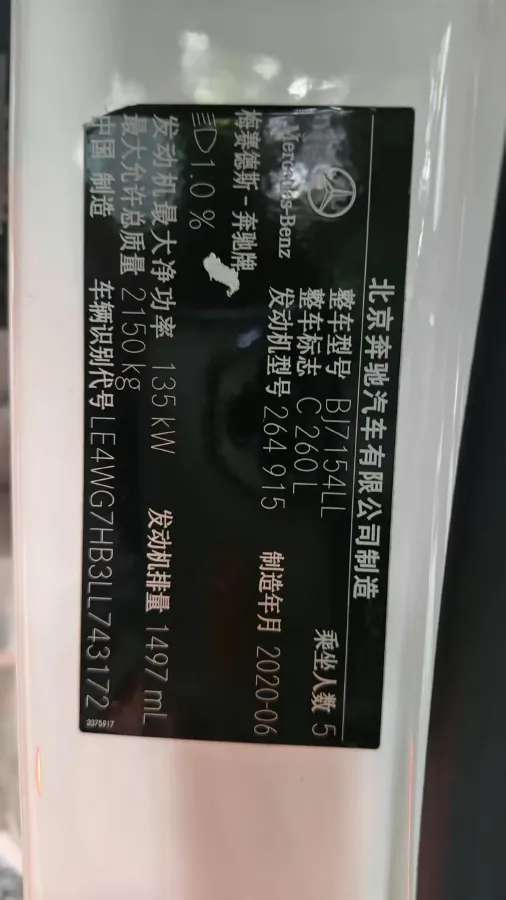 北京奔驰汽车有限公司制造
Mercedes-Benz
整车型号 BJ7154LL 乘坐人数 5
整车标志 C 260 L
梅赛德斯-奔驰牌 发动机型号 264 915 制造年月 2020-06
1.0 %
发动机最大净功率 135 kW 发动机排量 1497 mL
最大允许总质量 2150 kg
中国 制造 车辆识别代号 LE4WG7HB3LL743172
3375917